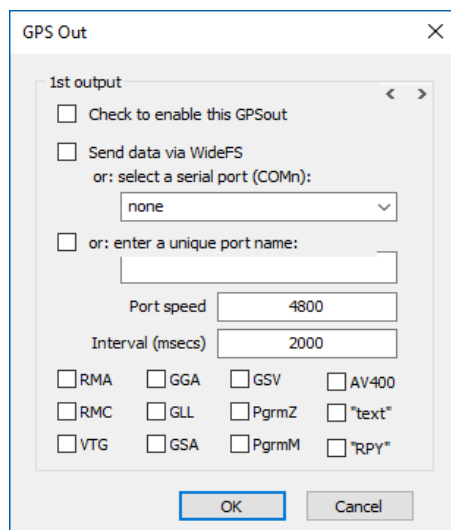 GPS Out
1st output
< >
Check to enable this GPSout
Send data via WideFS
or: select a serial port (COMn):
none
or: enter a unique port name:
Port speed 4800
Interval (msecs) 2000
RMA GGA GSV AV400
RMC GLL PgrmZ "text"
VTG GSA PgrmM "RPY"
OK Cancel